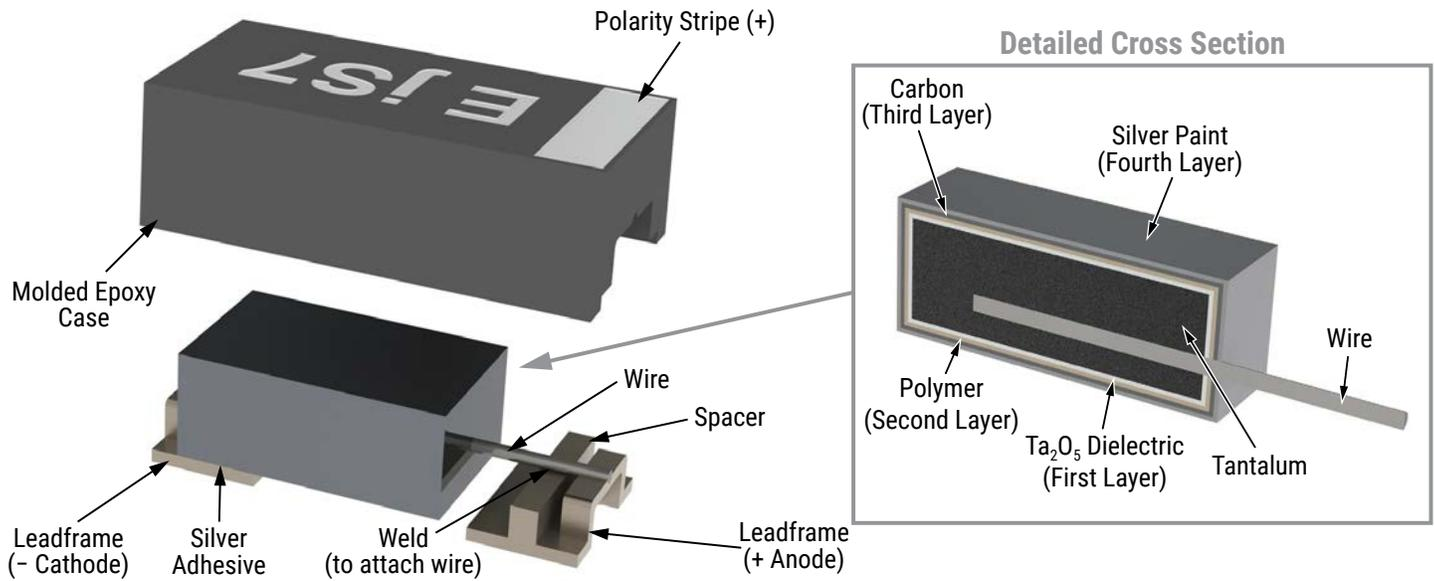 Polarity Stripe (+)
E jS7
Molded Epoxy
Case
Wire
Spacer
Leadframe
(− Cathode)
Silver
Adhesive
Weld
(to attach wire)
Leadframe
(+ Anode)
Detailed Cross Section
Carbon
(Third Layer)
Silver Paint
(Fourth Layer)
Wire
Polymer
(Second Layer)
Ta₂O₅ Dielectric
(First Layer)
Tantalum